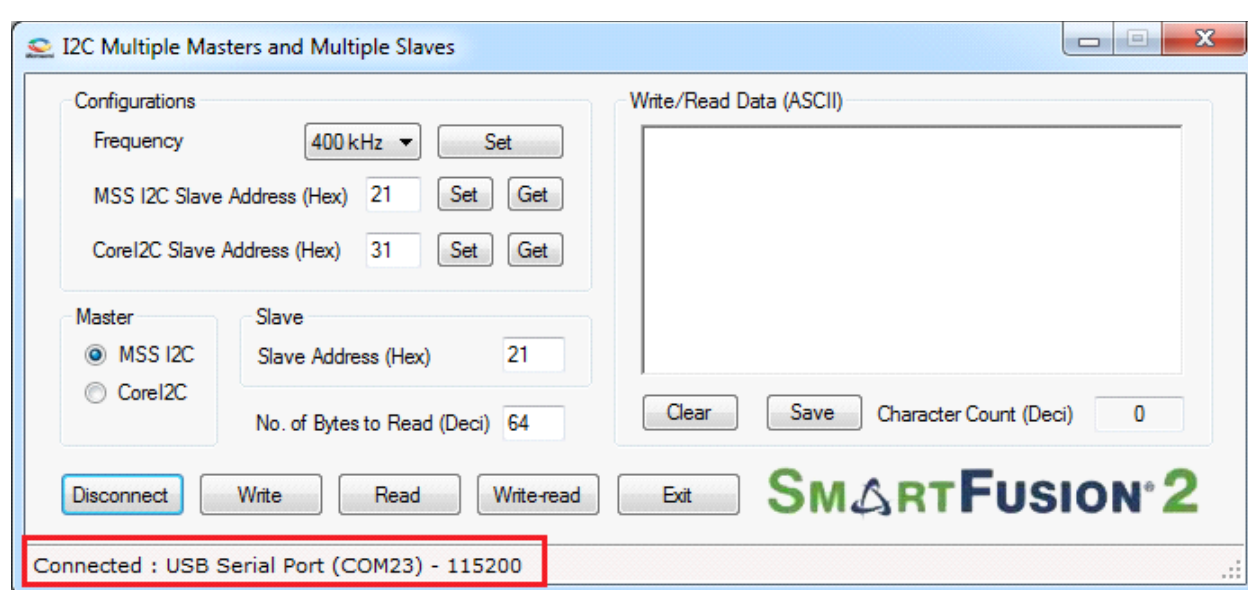 I2C Multiple Masters and Multiple Slaves
Configurations
Frequency 400 kHz Set
MSS I2C Slave Address (Hex) 21 Set Get
CoreI2C Slave Address (Hex) 31 Set Get
Master
MSS I2C
CoreI2C
Slave
Slave Address (Hex) 21
No. of Bytes to Read (Deci) 64
Write/Read Data (ASCII)
Clear Save Character Count (Deci) 0
Disconnect Write Read Write-read Exit
SMARTFUSION®2
Connected : USB Serial Port (COM23) - 115200